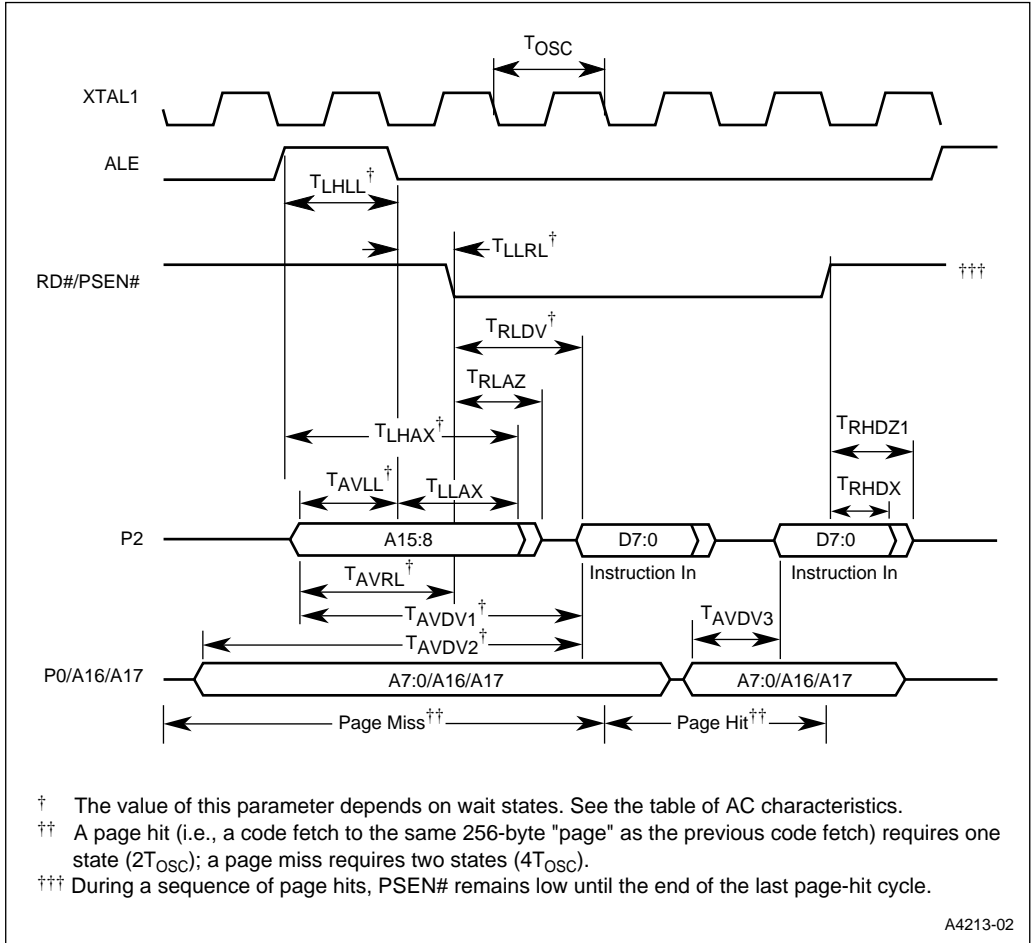 TOSC
XTAL1
ALE
TLHLL†
TLLRL†
RD#/PSEN#
†††
TRLDV†
TRLAZ
TLHAX†
TRHDZ1
TAVLL†
TLLAX
TRHDX
P2
A15:8
D7:0
D7:0
Instruction In
Instruction In
TAVRL†
TAVDV1†
TAVDV3
TAVDV2†
P0/A16/A17
A7:0/A16/A17
A7:0/A16/A17
Page Miss††
Page Hit††
† The value of this parameter depends on wait states. See the table of AC characteristics.
†† A page hit (i.e., a code fetch to the same 256-byte "page" as the previous code fetch) requires one
state (2TOSC); a page miss requires two states (4TOSC).
††† During a sequence of page hits, PSEN# remains low until the end of the last page-hit cycle.
A4213-02